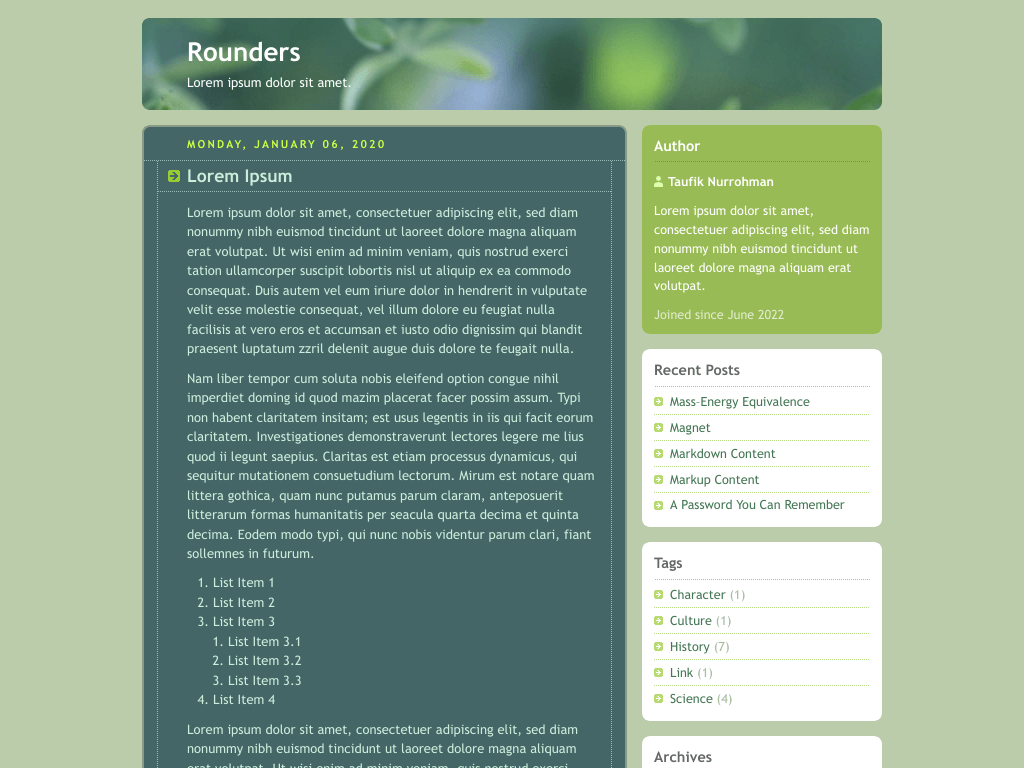 Rounders
Lorem ipsum dolor sit amet.
MONDAY, JANUARY 06, 2020
Lorem Ipsum
Lorem ipsum dolor sit amet, consectetuer adipiscing elit, sed diam
nonummy nibh euismod tincidunt ut laoreet dolore magna aliquam
erat volutpat. Ut wisi enim ad minim veniam, quis nostrud exerci
tation ullamcorper suscipit lobortis nisl ut aliquip ex ea commodo
consequat. Duis autem vel eum iriure dolor in hendrerit in vulputate
velit esse molestie consequat, vel illum dolore eu feugiat nulla
facilisis at vero eros et accumsan et iusto odio dignissim qui blandit
praesent luptatum zzril delenit augue duis dolore te feugait nulla.
Nam liber tempor cum soluta nobis eleifend option congue nihil
imperdiet doming id quod mazim placerat facer possim assum. Typi
non habent claritatem insitam; est usus legentis in iis qui facit eorum
claritatem. Investigationes demonstraverunt lectores legere me lius
quod ii legunt saepius. Claritas est etiam processus dynamicus, qui
sequitur mutationem consuetudium lectorum. Mirum est notare quam
littera gothica, quam nunc putamus parum claram, anteposuerit
litterarum formas humanitatis per seacula quarta decima et quinta
decima. Eodem modo typi, qui nunc nobis videntur parum clari, fiant
sollemnes in futurum.
1. List Item 1
2. List Item 2
3. List Item 3
1. List Item 3.1
2. List Item 3.2
3. List Item 3.3
4. List Item 4
Lorem ipsum dolor sit amet, consectetuer adipiscing elit, sed diam
nonummy nibh euismod tincidunt ut laoreet dolore magna aliquam
erat volutpat. Ut wisi enim ad minim veniam, quis nostrud exerci
Author
Taufik Nurrohman
Lorem ipsum dolor sit amet,
consectetuer adipiscing elit, sed diam
nonummy nibh euismod tincidunt ut
laoreet dolore magna aliquam erat
volutpat.
Joined since June 2022
Recent Posts
Mass-Energy Equivalence
Magnet
Markdown Content
Markup Content
A Password You Can Remember
Tags
Character (1)
Culture (1)
History (7)
Link (1)
Science (4)
Archives